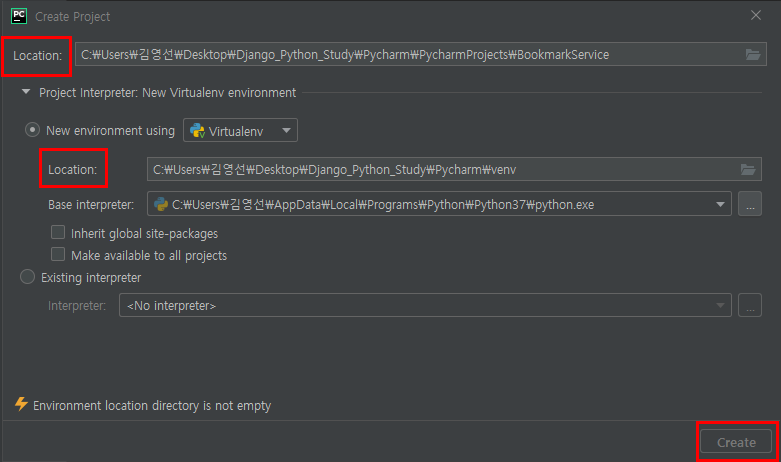 PC Create Project
Location: C:₩Users₩김영선₩Desktop₩Django_Python_Study₩Pycharm₩PycharmProjects₩BookmarkService
Project Interpreter: New Virtualenv environment
New environment using Virtualenv
Location: C:₩Users₩김영선₩Desktop₩Django_Python_Study₩Pycharm₩venv
Base interpreter: C:₩Users₩김영선₩AppData₩Local₩Programs₩Python₩Python37₩python.exe ...
Inherit global site-packages
Make available to all projects
Existing interpreter
Interpreter: <No interpreter> ...
Environment location directory is not empty
Create